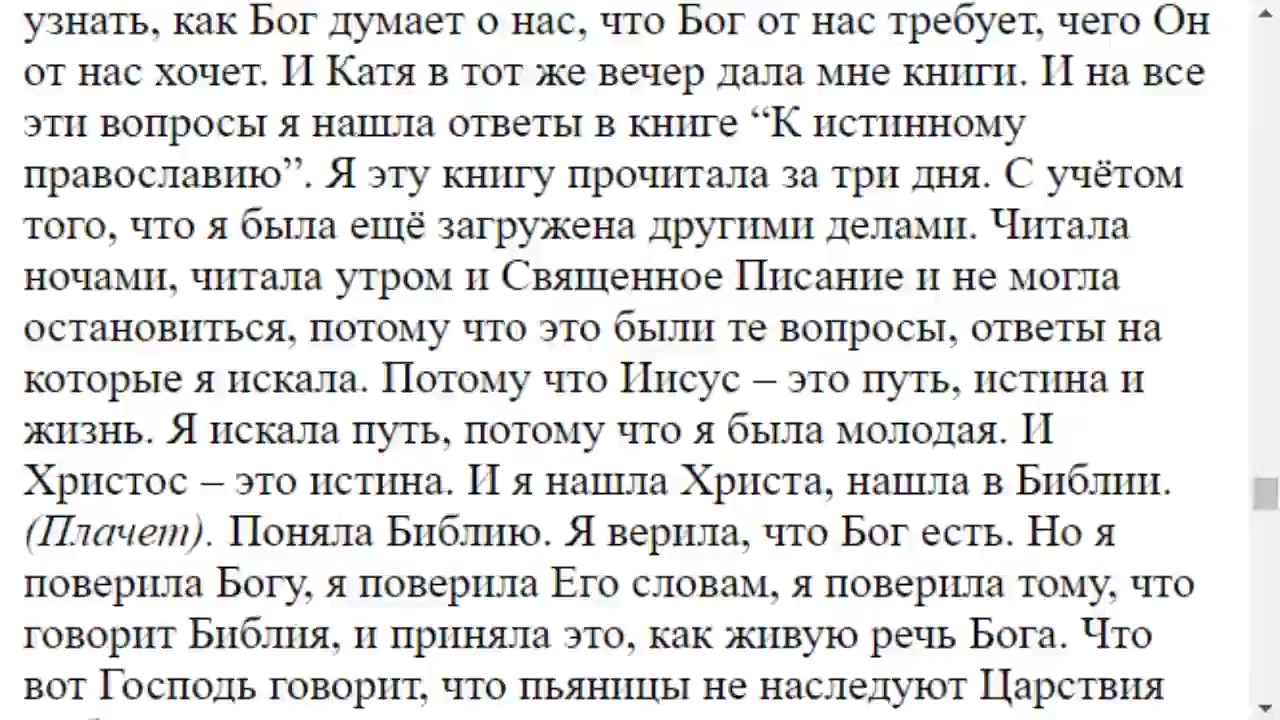 узнать, как Бог думает о нас, что Бог от нас требует, чего Он
от нас хочет. И Катя в тот же вечер дала мне книги. И на все
эти вопросы я нашла ответы в книге “К истинному
православию”. Я эту книгу прочитала за три дня. С учётом
того, что я была ещё загружена другими делами. Читала
ночами, читала утром и Священное Писание и не могла
остановиться, потому что это были те вопросы, ответы на
которые я искала. Потому что Иисус – это путь, истина и
жизнь. Я искала путь, потому что я была молодая. И
Христос – это истина. И я нашла Христа, нашла в Библии.
(Плачет). Поняла Библию. Я верила, что Бог есть. Но я
поверила Богу, я поверила Его словам, я поверила тому, что
говорит Библия, и приняла это, как живую речь Бога. Что
вот Господь говорит, что пьяницы не наследуют Царствия